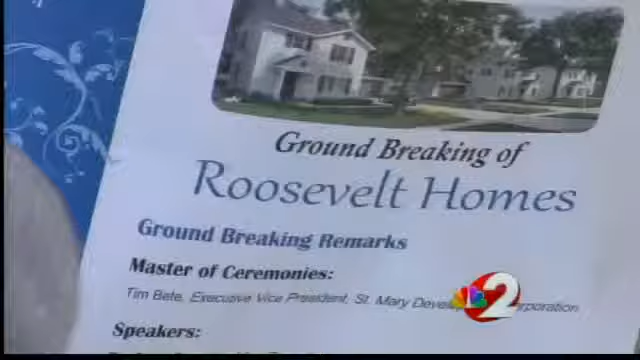 Ground Breaking of
Roosevelt Homes
Ground Breaking Remarks
Master of Ceremonies:
Tim Bete, Executive Vice President, St. Mary
2
Speakers: